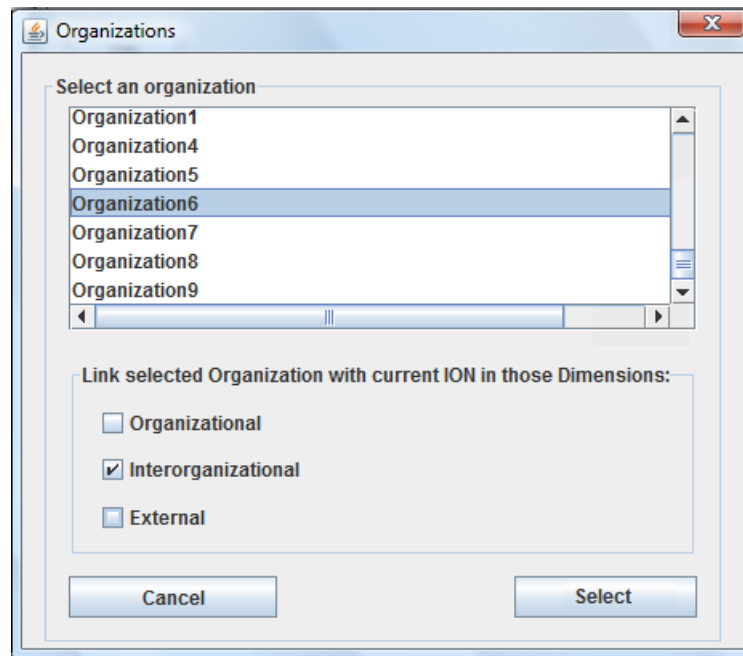 Organizations
Select an organization
Organization1
Organization4
Organization5
Organization6
Organization7
Organization8
Organization9
Link selected Organization with current ION in those Dimensions:
Organizational
Interorganizational
External
Cancel
Select